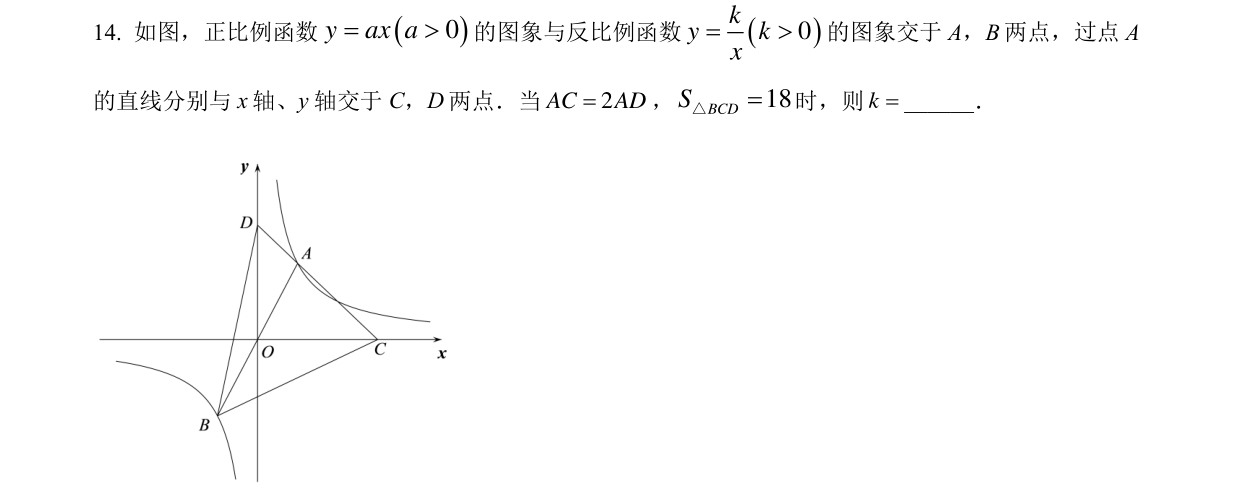 14. 如图，正比例函数 y = ax(a > 0) 的图象与反比例函数 y = k/x (k > 0) 的图象交于 A，B 两点，过点 A
的直线分别与 x 轴、y 轴交于 C，D 两点．当 AC = 2AD ，S△BCD = 18 时，则 k = ______．
y
D
A
O
C
x
B